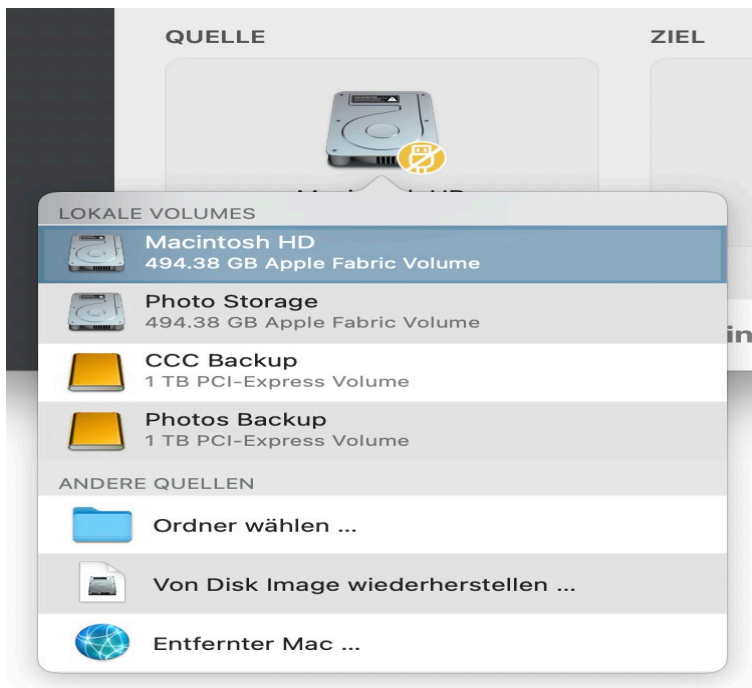 QUELLE
ZIEL
LOKALE VOLUMES
Macintosh HD
494.38 GB Apple Fabric Volume
Photo Storage
494.38 GB Apple Fabric Volume
CCC Backup
1 TB PCI-Express Volume
Photos Backup
1 TB PCI-Express Volume
ANDERE QUELLEN
Ordner wählen ...
Von Disk Image wiederherstellen ...
Entfernter Mac ...